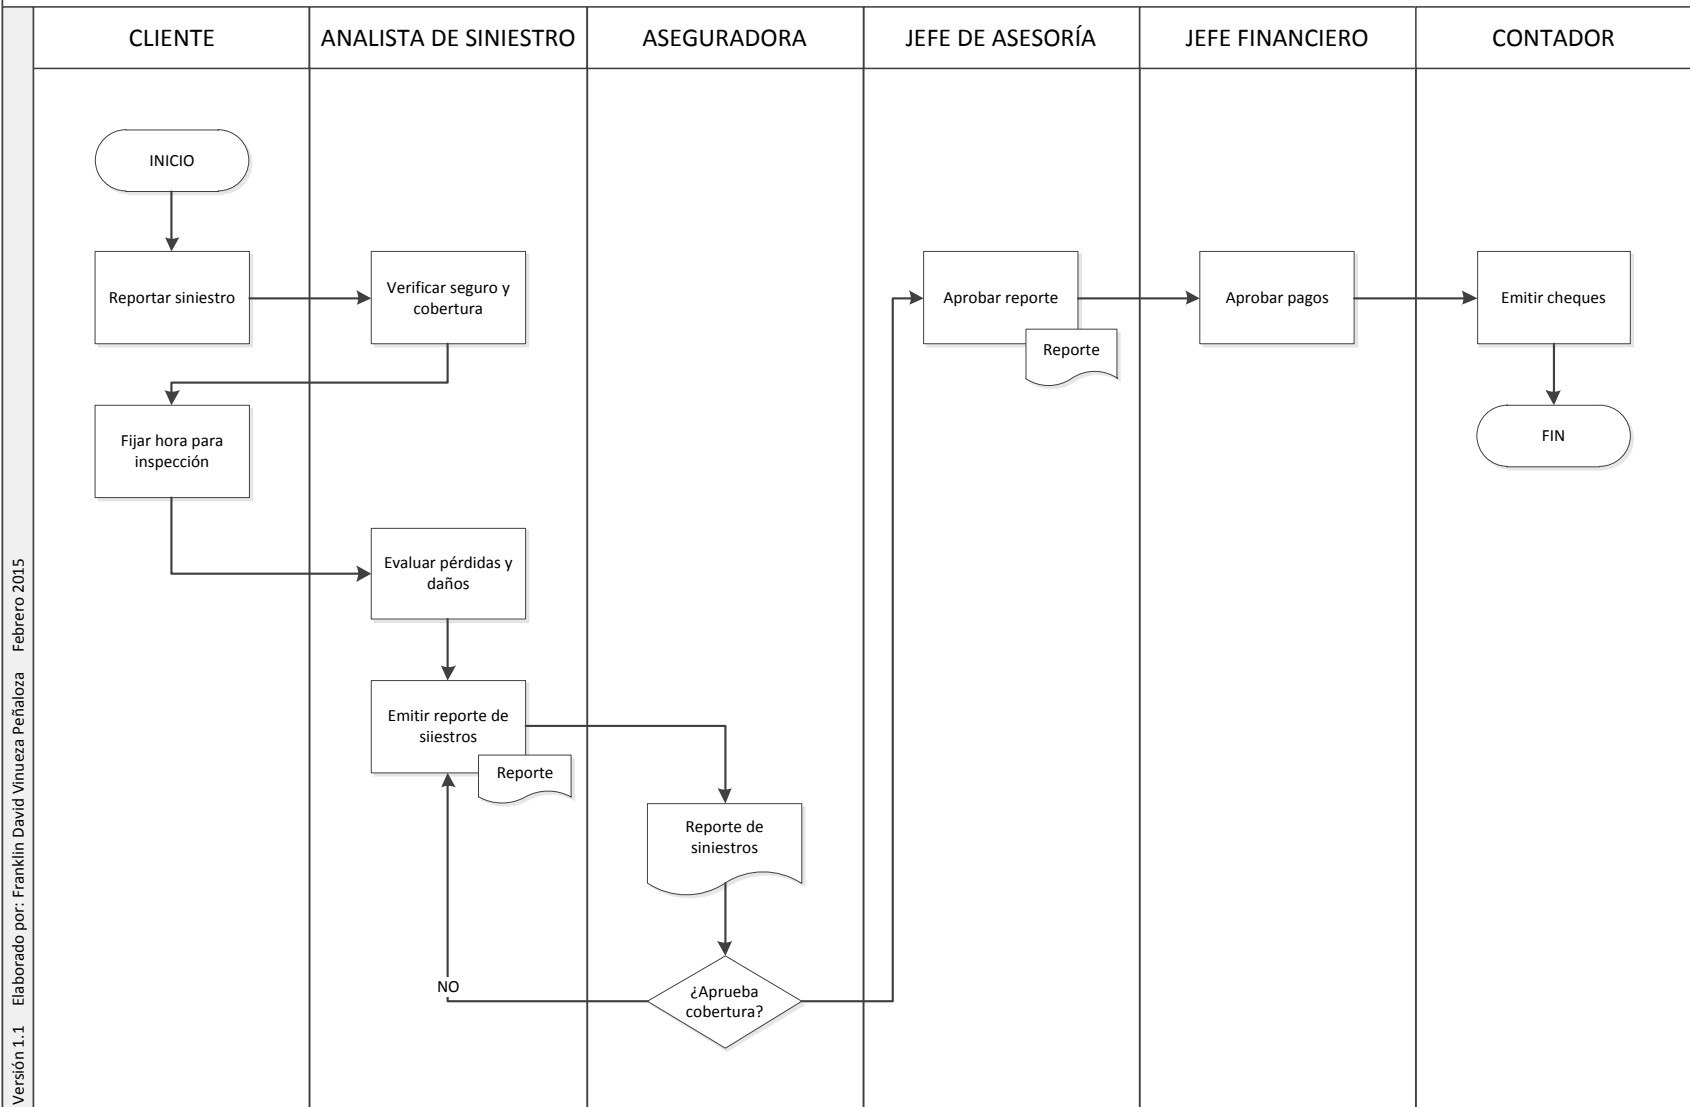 CLIENTE
ANALISTA DE SINIESTRO
ASEGURADORA
JEFE DE ASESORÍA
JEFE FINANCIERO
CONTADOR
INICIO
Reportar siniestro
Verificar seguro y
cobertura
Aprobar reporte
Reporte
Aprobar pagos
Emitir cheques
Fijar hora para
inspección
FIN
Evaluar pérdidas y
daños
Emitir reporte de
siiestros
Reporte
Reporte de
siniestros
NO
¿Aprueba
cobertura?
Versión 1.1 Elaborado por: Franklin David Vinueza Peñaloza Febrero 2015